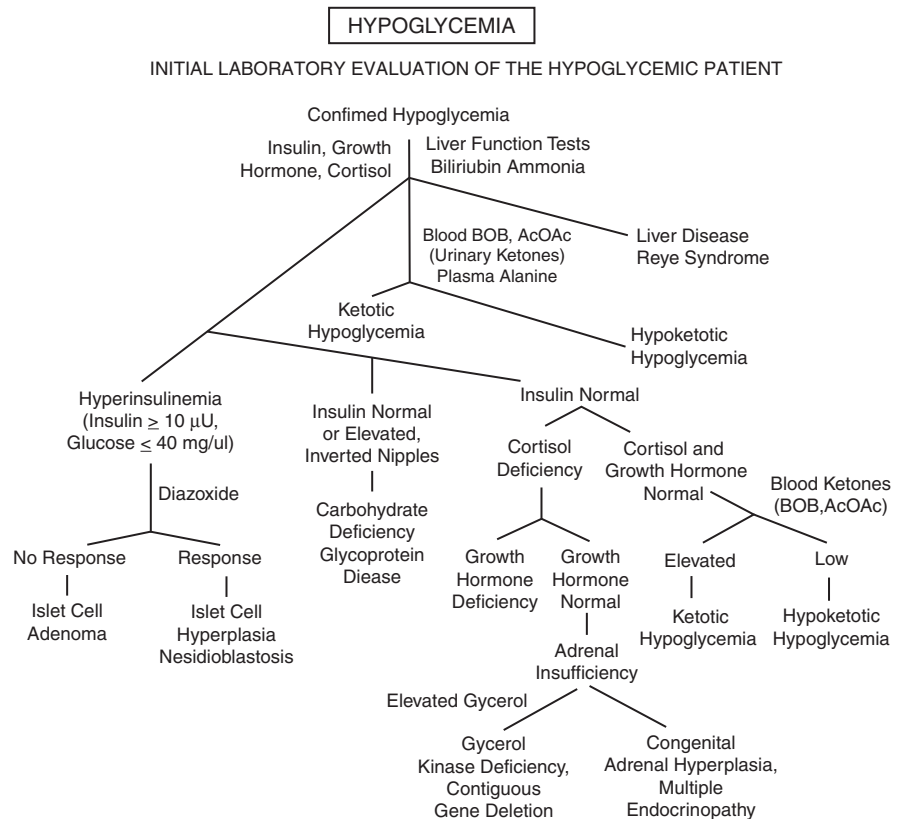 HYPOGLYCEMIA
INITIAL LABORATORY EVALUATION OF THE HYPOGLYCEMIC PATIENT
Confimed Hypoglycemia
Insulin, Growth
Hormone, Cortisol
Liver Function Tests
Biliriubin Ammonia
Blood BOB, AcOAc
(Urinary Ketones)
Plasma Alanine
Liver Disease
Reye Syndrome
Ketotic
Hypoglycemia
Hypoketotic
Hypoglycemia
Hyperinsulinemia
(Insulin ≥ 10 μU,
Glucose ≤ 40 mg/ul)
Insulin Normal
or Elevated,
Inverted Nipples
Insulin Normal
Cortisol
Deficiency
Cortisol and
Growth Hormone
Normal
Blood Ketones
(BOB,AcOAc)
Diazoxide
Carbohydrate
Deficiency
Glycoprotein
Diease
No Response
Response
Growth
Hormone
Deficiency
Growth
Hormone
Normal
Elevated
Low
Islet Cell
Adenoma
Islet Cell
Hyperplasia
Nesidioblastosis
Ketotic
Hypoglycemia
Hypoketotic
Hypoglycemia
Adrenal
Insufficiency
Elevated Gycerol
Gycerol
Kinase Deficiency,
Contiguous
Gene Deletion
Congenital
Adrenal Hyperplasia,
Multiple
Endocrinopathy